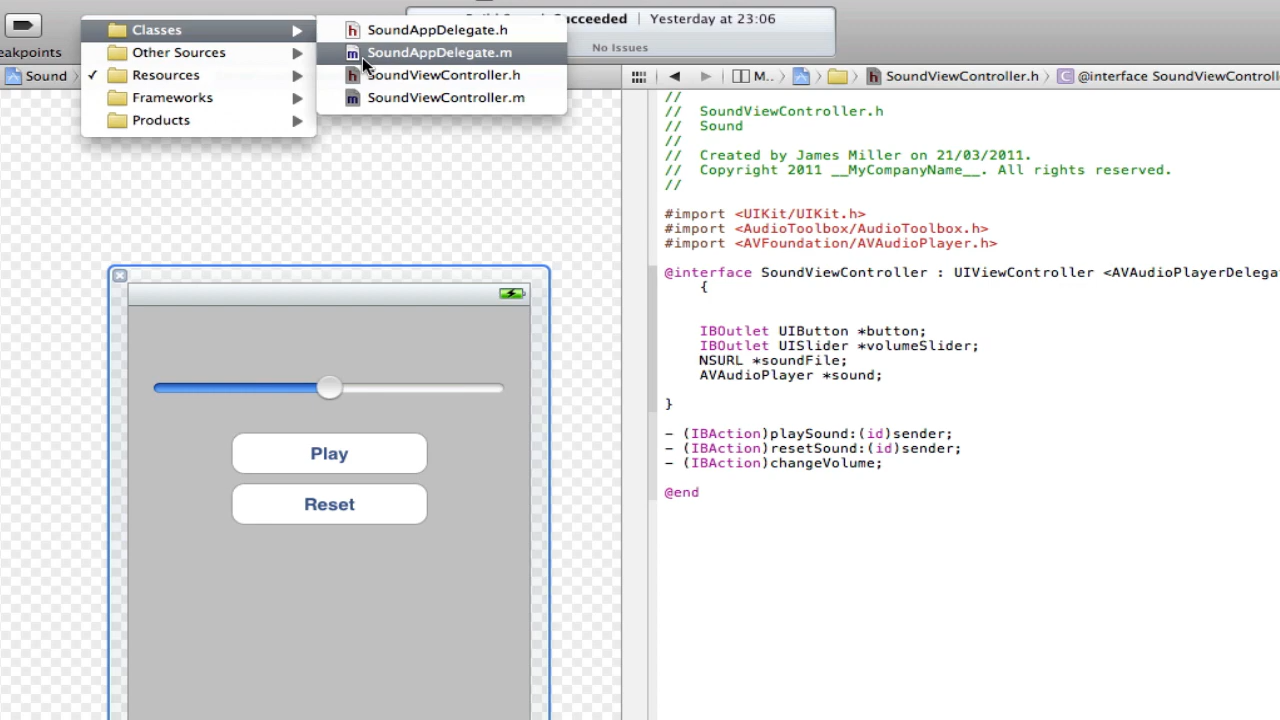 Succeeded | Yesterday at 23:06
No Issues
eakpoints
Sound
Classes
Other Sources
Resources
Frameworks
Products
SoundAppDelegate.h
SoundAppDelegate.m
SoundViewController.h
SoundViewController.m
M.. SoundViewController.h @interface SoundViewControll
//
// SoundViewController.h
// Sound
//
// Created by James Miller on 21/03/2011.
// Copyright 2011 __MyCompanyName__. All rights reserved.
//
#import <UIKit/UIKit.h>
#import <AudioToolbox/AudioToolbox.h>
#import <AVFoundation/AVAudioPlayer.h>
@interface SoundViewController : UIViewController <AVAudioPlayerDelega
{
IBOutlet UIButton *button;
IBOutlet UISlider *volumeSlider;
NSURL *soundFile;
AVAudioPlayer *sound;
}
- (IBAction)playSound:(id)sender;
- (IBAction)resetSound:(id)sender;
- (IBAction)changeVolume;
@end
Play
Reset